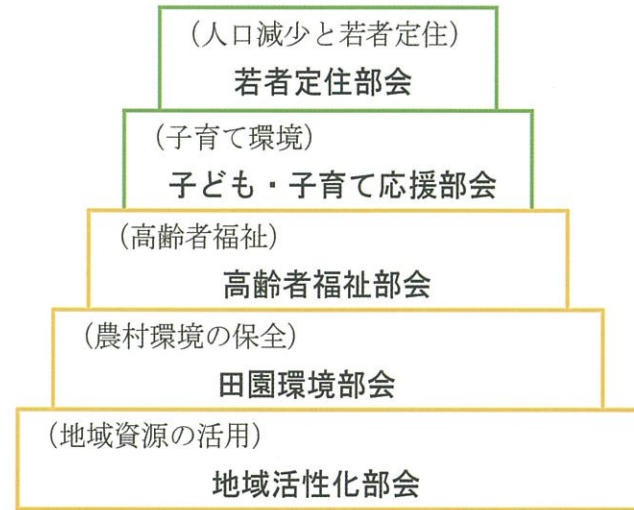 (人口減少と若者定住)
若者定住部会
(子育て環境)
子ども・子育て応援部会
(高齢者福祉)
高齢者福祉部会
(農村環境の保全)
田園環境部会
(地域資源の活用)
地域活性化部会